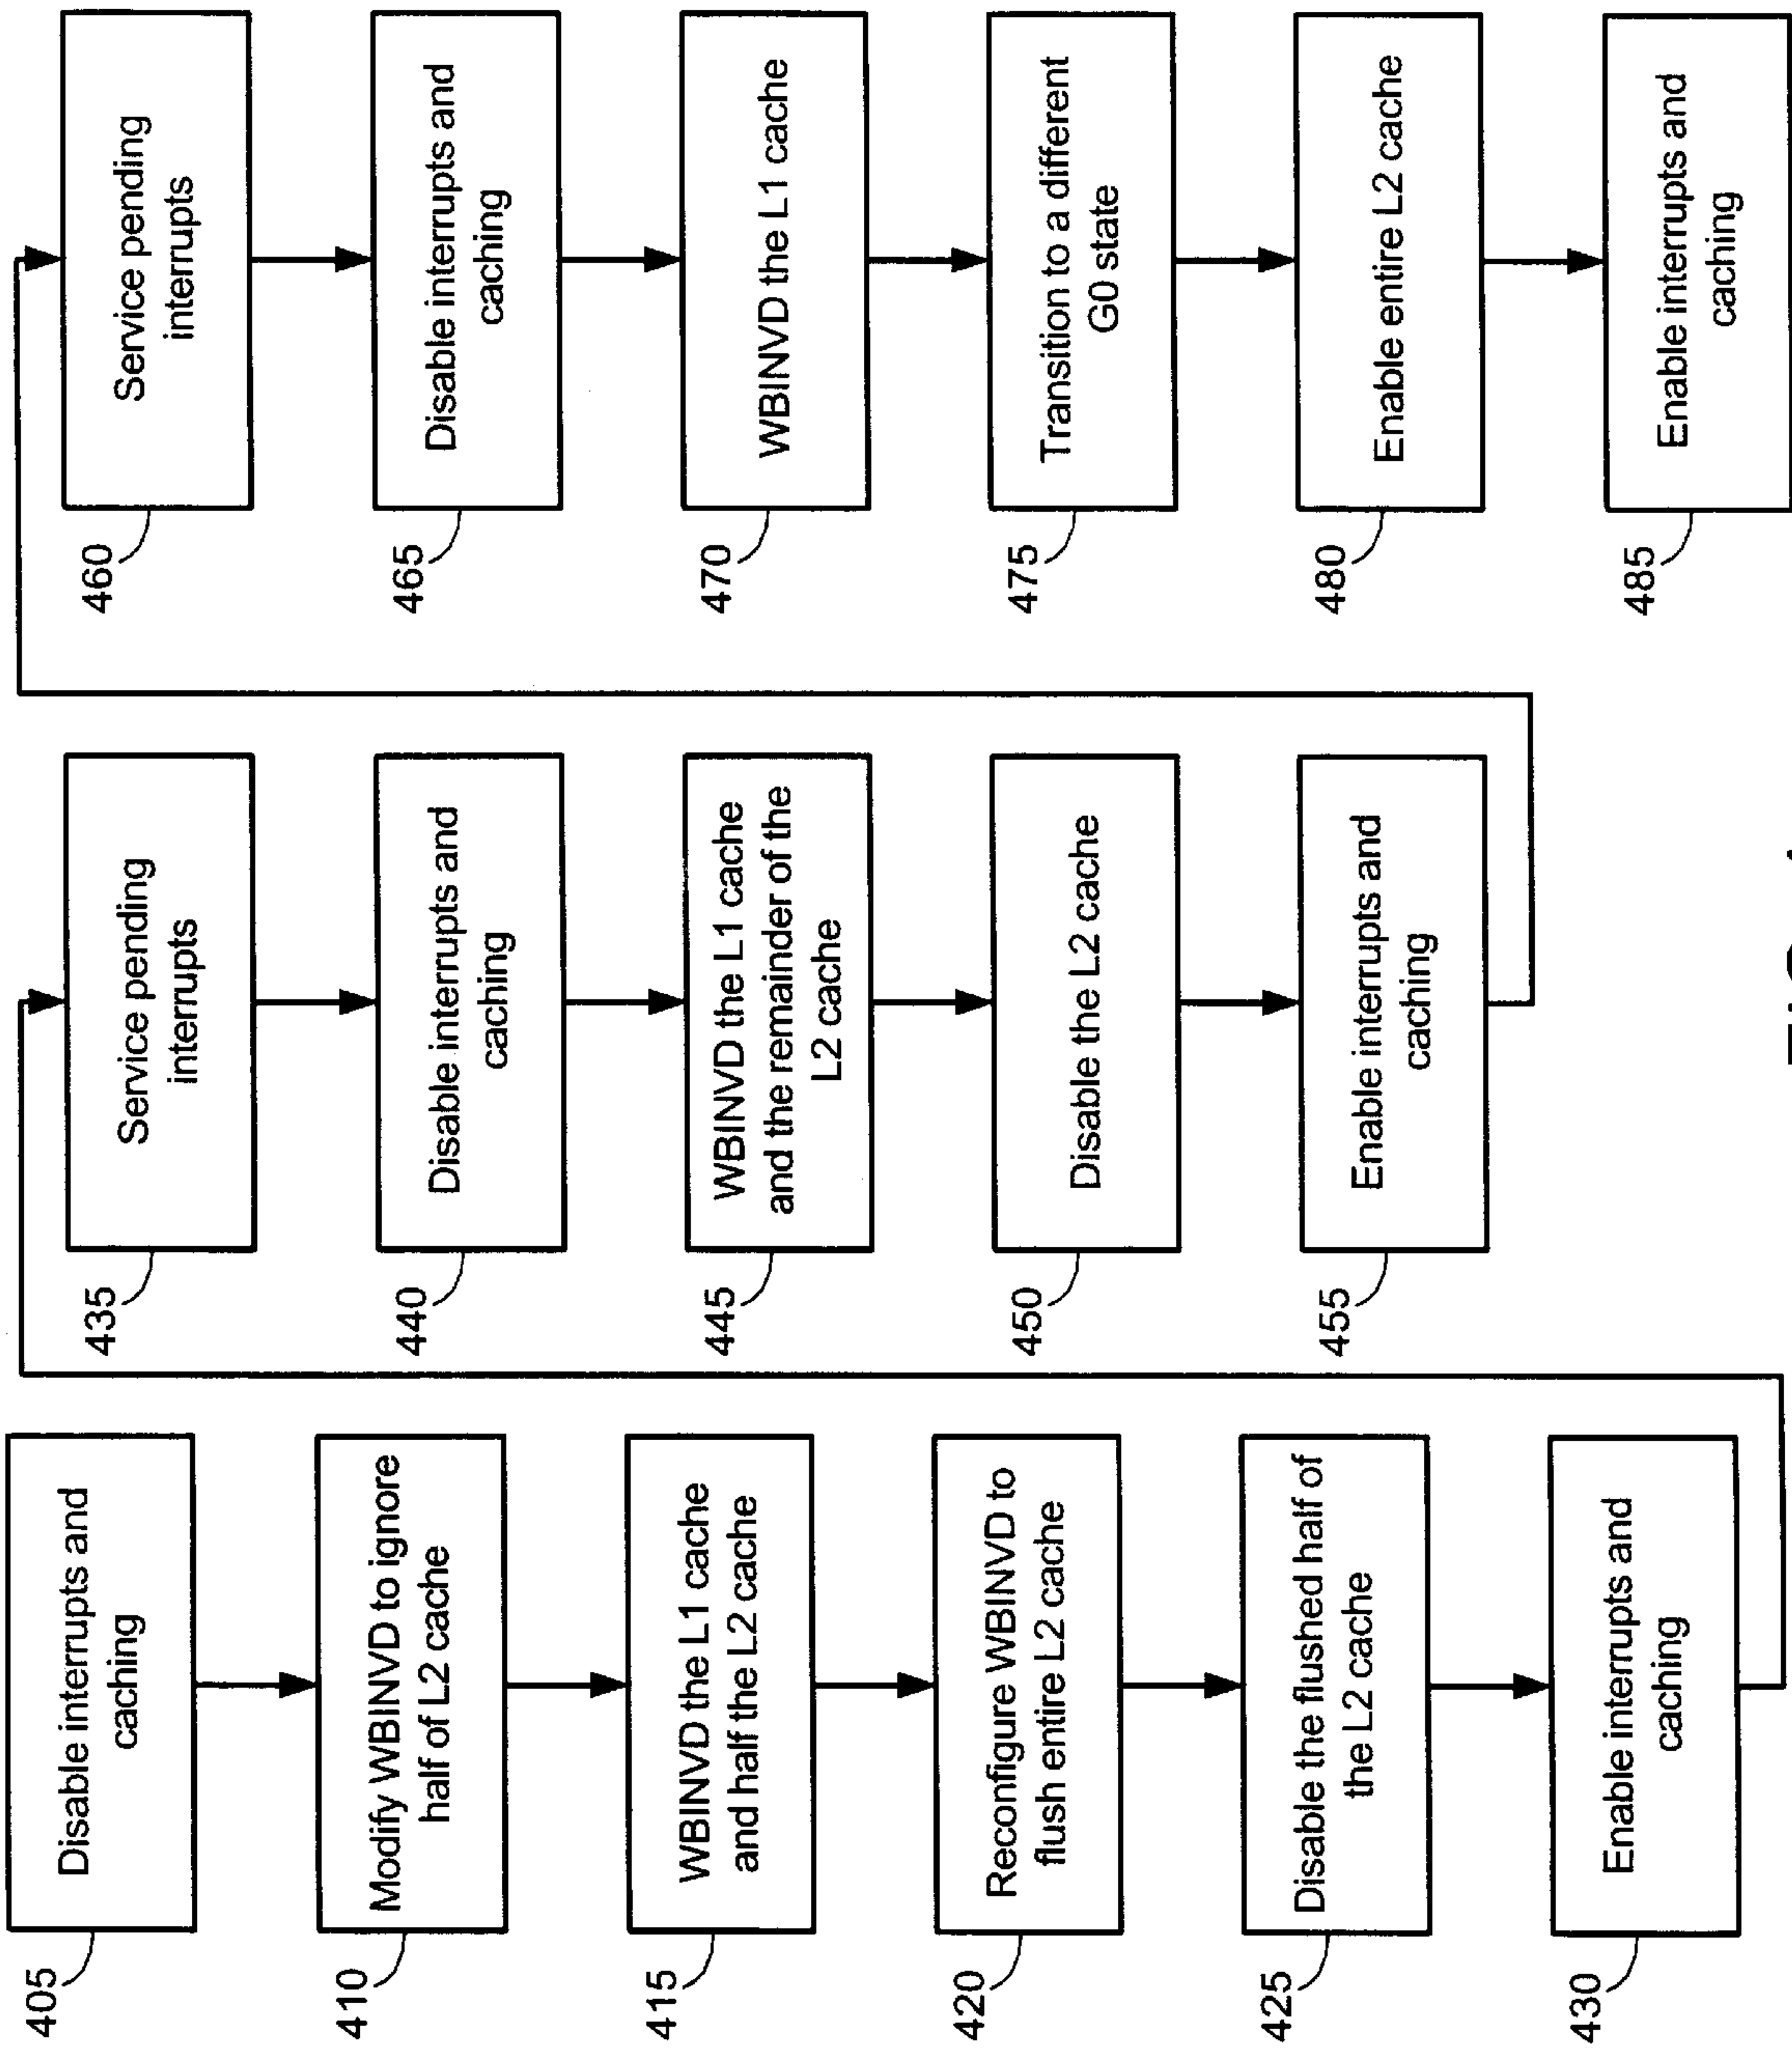 405
Disable interrupts and
caching
410
Modify WBINVD to ignore
half of L2 cache
415
WBINVD the L1 cache
and half the L2 cache
420
Reconfigure WBINVD to
flush entire L2 cache
425
Disable the flushed half of
the L2 cache
430
Enable interrupts and
caching
435
Service pending
interrupts
440
Disable interrupts and
caching
445
WBINVD the L1 cache
and the remainder of the
L2 cache
450
Disable the L2 cache
455
Enable interrupts and
caching
460
Service pending
interrupts
465
Disable interrupts and
caching
470
WBINVD the L1 cache
475
Transition to a different
G0 state
480
Enable entire L2 cache
485
Enable interrupts and
caching